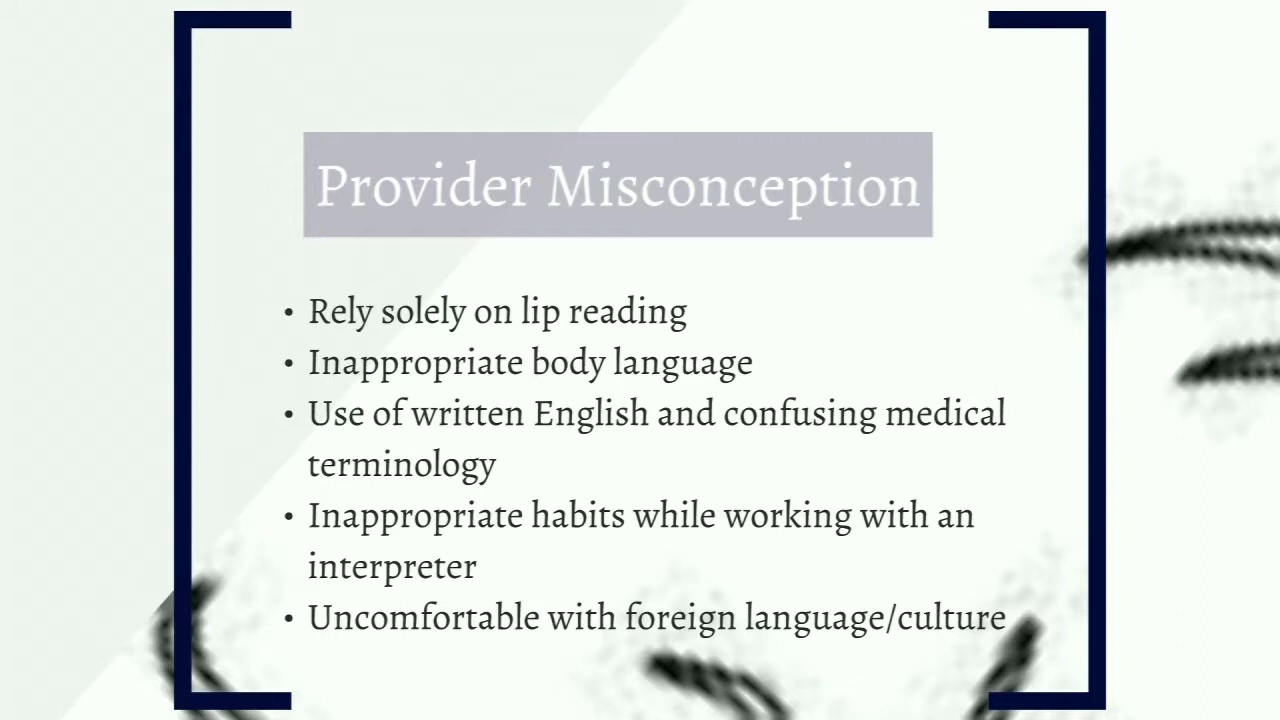 Provider Misconception
• Rely solely on lip reading
• Inappropriate body language
• Use of written English and confusing medical
terminology
• Inappropriate habits while working with an
interpreter
• Uncomfortable with foreign language/culture